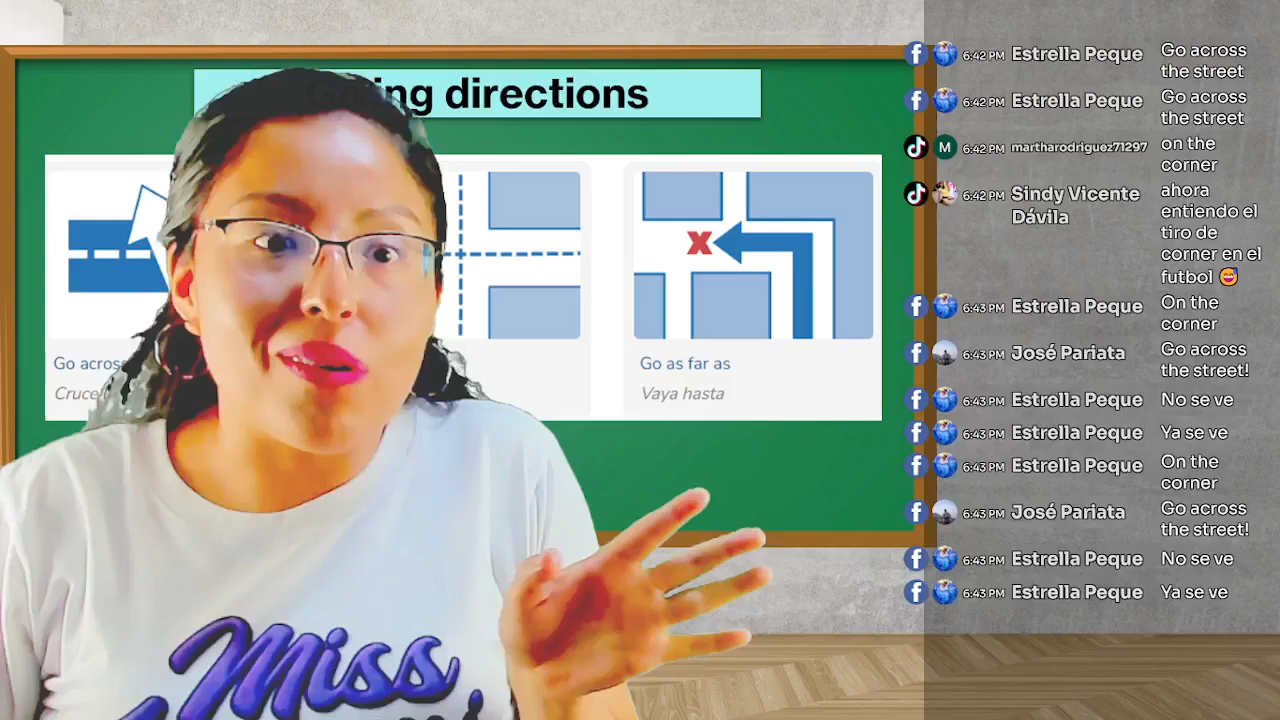 Giving directions
Go across
Cruce
Go as far as
Vaya hasta
Miss
6:42 PM Estrella Peque Go across
the street
6:42 PM Estrella Peque Go across
the street
M 6:42 PM martharodriguez71297 on the
corner
6:42 PM Sindy Vicente Dávila ahora
entiendo el
tiro de
corner en el
futbol 😅
6:43 PM Estrella Peque On the
corner
6:43 PM José Pariata Go across
the street!
6:43 PM Estrella Peque No se ve
6:43 PM Estrella Peque Ya se ve
6:43 PM Estrella Peque On the
corner
6:43 PM José Pariata Go across
the street!
6:43 PM Estrella Peque No se ve
6:43 PM Estrella Peque Ya se ve